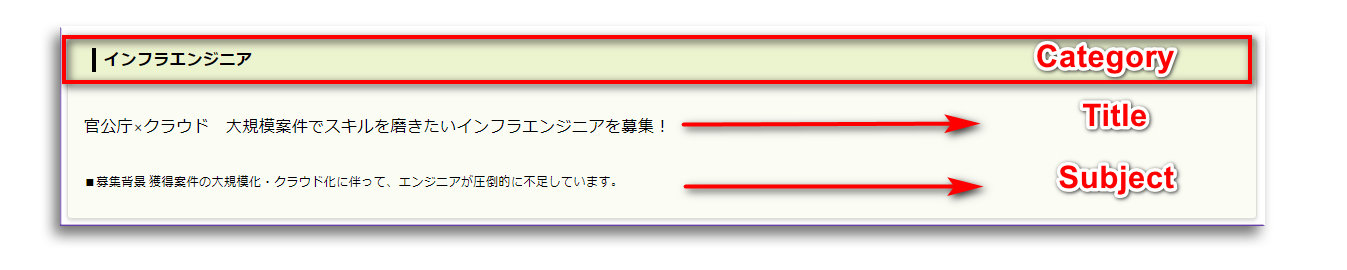 インフラエンジニア Category
官公庁×クラウド　大規模案件でスキルを磨きたいインフラエンジニアを募集！ Title
■募集背景 獲得案件の大規模化・クラウド化に伴って、エンジニアが圧倒的に不足しています。 Subject